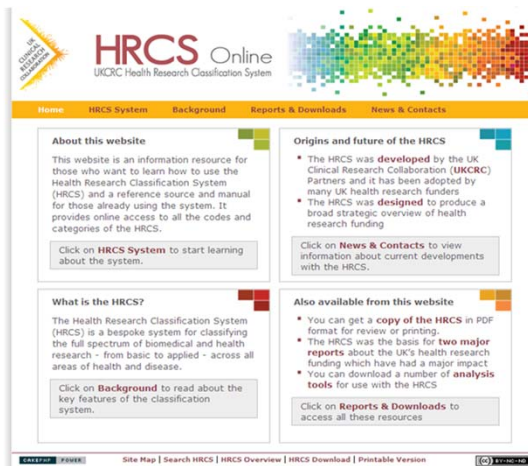 UK
CLINICAL
RESEARCH
COLLABORATION
HRCS Online
UKCRC Health Research Classification System
Home HRCS System Background Reports & Downloads News & Contacts
About this website
This website is an information resource for
those who want to learn how to use the
Health Research Classification System
(HRCS) and a reference source and manual
for those already using the system. It
provides online access to all the codes and
categories of the HRCS.
Click on HRCS System to start learning
about the system.
Origins and future of the HRCS
The HRCS was developed by the UK
Clinical Research Collaboration (UKCRC)
Partners and it has been adopted by
many UK health research funders
The HRCS was designed to produce a
broad strategic overview of health
research funding
Click on News & Contacts to view
information about current developments
with the HRCS.
What is the HRCS?
The Health Research Classification System
(HRCS) is a bespoke system for classifying
the full spectrum of biomedical and health
research - from basic to applied - across all
areas of health and disease.
Click on Background to read about the
key features of the classification
system.
Also available from this website
You can get a copy of the HRCS in PDF
format for review or printing.
The HRCS was the basis for two major
reports about the UK's health research
funding which have had a major impact
You can download a number of analysis
tools for use with the HRCS
Click on Reports & Downloads to
access all these resources
CAKEPHP POWER Site Map | Search HRCS | HRCS Overview | HRCS Download | Printable Version cc BY-NC-ND